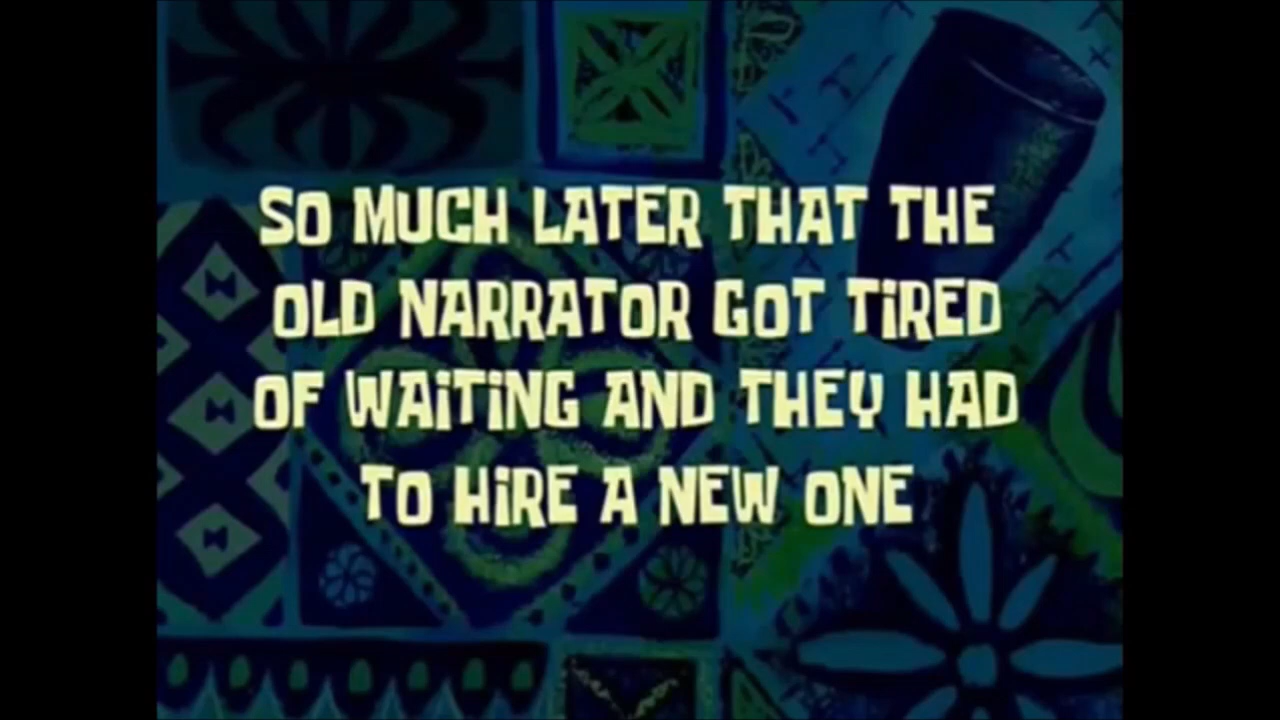 SO MUCH LATER THAT THE
OLD NARRATOR GOT TiRED
OF WAiTiNG AND THEY HAD
TO HiRE A NEW ONE